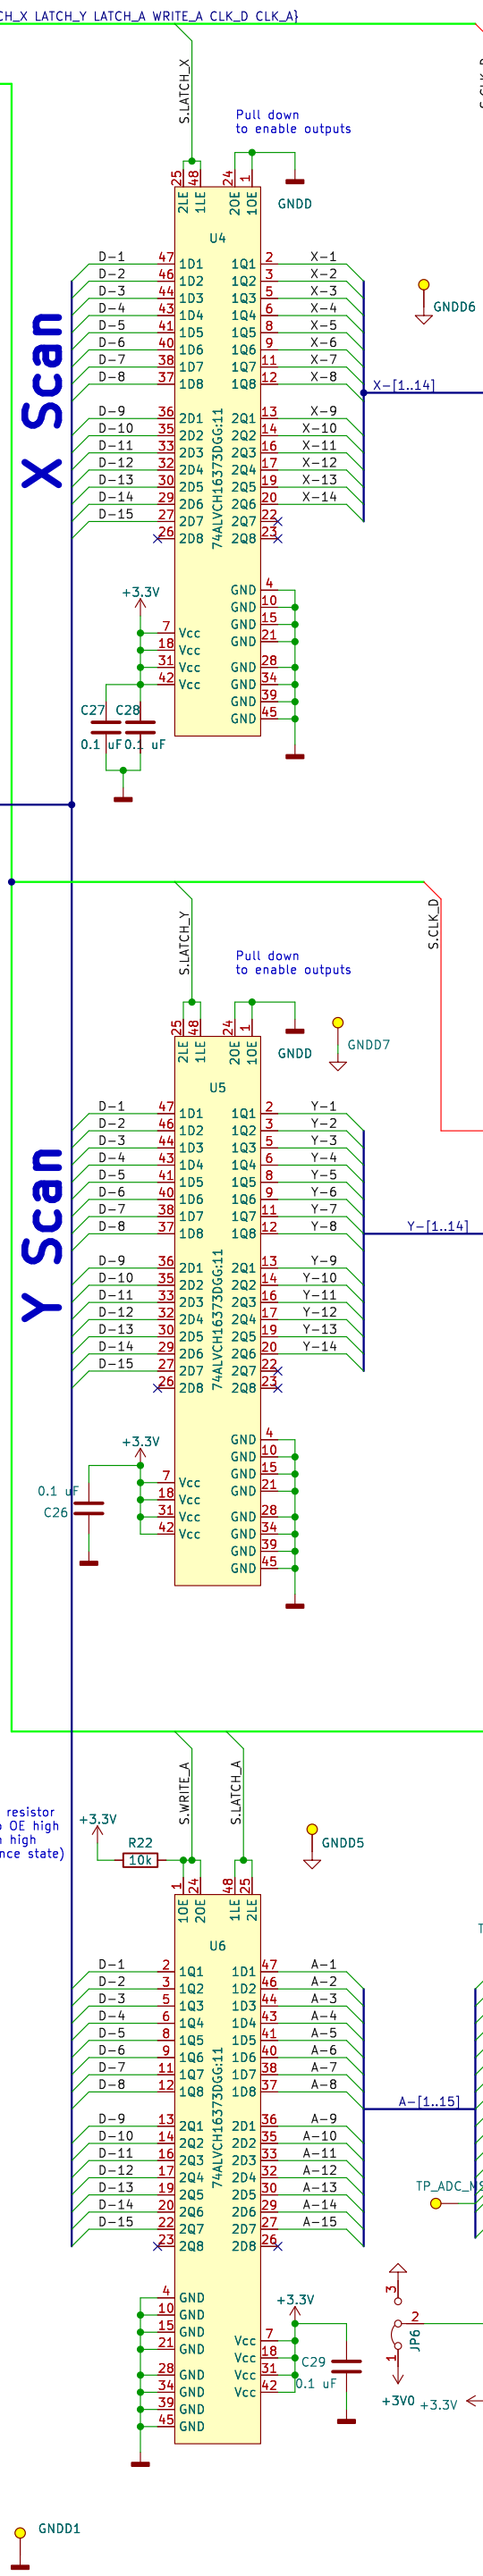 CH_X LATCH_Y LATCH_A WRITE_A CLK_D CLK_A}
S.LATCH_X
Pull down
to enable outputs
25 48 24 1
2LE 1LE 2OE 1OE
GNDD
U4
X Scan
D-1 47 1D1 1Q1 2 X-1
D-2 46 1D2 1Q2 3 X-2
D-3 44 1D3 1Q3 5 X-3
D-4 43 1D4 1Q4 6 X-4
D-5 41 1D5 1Q5 8 X-5
D-6 40 1D6 1Q6 9 X-6
D-7 38 1D7 1Q7 11 X-7
D-8 37 1D8 1Q8 12 X-8
GNDD6
X-[1..14]
D-9 36 2D1 2Q1 13 X-9
D-10 35 2D2 2Q2 14 X-10
D-11 33 2D3 2Q3 16 X-11
D-12 32 2D4 2Q4 17 X-12
D-13 30 2D5 2Q5 19 X-13
D-14 29 2D6 2Q6 20 X-14
D-15 27 2D7 2Q7 22
26 2D8 2Q8 23
74ALVCH16373DGG:11
+3.3V
GND 4
GND 10
GND 15
GND 21
GND 28
GND 34
GND 39
GND 45
7 Vcc
18 Vcc
31 Vcc
42 Vcc
C27 C28
0.1 uF 0.1 uF
S.LATCH_Y
S.CLK_D
Pull down
to enable outputs
25 48 24 1
2LE 1LE 2OE 1OE
GNDD
GNDD7
U5
Y Scan
D-1 47 1D1 1Q1 2 Y-1
D-2 46 1D2 1Q2 3 Y-2
D-3 44 1D3 1Q3 5 Y-3
D-4 43 1D4 1Q4 6 Y-4
D-5 41 1D5 1Q5 8 Y-5
D-6 40 1D6 1Q6 9 Y-6
D-7 38 1D7 1Q7 11 Y-7
D-8 37 1D8 1Q8 12 Y-8
Y-[1..14]
D-9 36 2D1 2Q1 13 Y-9
D-10 35 2D2 2Q2 14 Y-10
D-11 33 2D3 2Q3 16 Y-11
D-12 32 2D4 2Q4 17 Y-12
D-13 30 2D5 2Q5 19 Y-13
D-14 29 2D6 2Q6 20 Y-14
D-15 27 2D7 2Q7 22
26 2D8 2Q8 23
74ALVCH16373DGG:11
+3.3V
GND 4
GND 10
GND 15
GND 21
GND 28
GND 34
GND 39
GND 45
7 Vcc
18 Vcc
31 Vcc
42 Vcc
0.1 uF
C26
S.WRITE_A
S.LATCH_A
resistor
OE high
high
nce state)
+3.3V
R22
10k
GNDD5
1 24 48 25
1OE 2OE 1LE 2LE
U6
D-1 2 1Q1 1D1 47 A-1
D-2 3 1Q2 1D2 46 A-2
D-3 5 1Q3 1D3 44 A-3
D-4 6 1Q4 1D4 43 A-4
D-5 8 1Q5 1D5 41 A-5
D-6 9 1Q6 1D6 40 A-6
D-7 11 1Q7 1D7 38 A-7
D-8 12 1Q8 1D8 37 A-8
A-[1..15]
D-9 13 2Q1 2D1 36 A-9
D-10 14 2Q2 2D2 35 A-10
D-11 16 2Q3 2D3 33 A-11
D-12 17 2Q4 2D4 32 A-12
D-13 19 2Q5 2D5 30 A-13
D-14 20 2Q6 2D6 29 A-14
D-15 22 2Q7 2D7 27 A-15
23 2Q8 2D8 26
74ALVCH16373DGG:11
TP_ADC_MS
4 GND
10 GND
15 GND
21 GND
28 GND
34 GND
39 GND
45 GND
+3.3V
Vcc 7
Vcc 18
Vcc 31
Vcc 42
C29
0.1 uF
3
2
1
JP6
+3V0
+3.3V
GNDD1